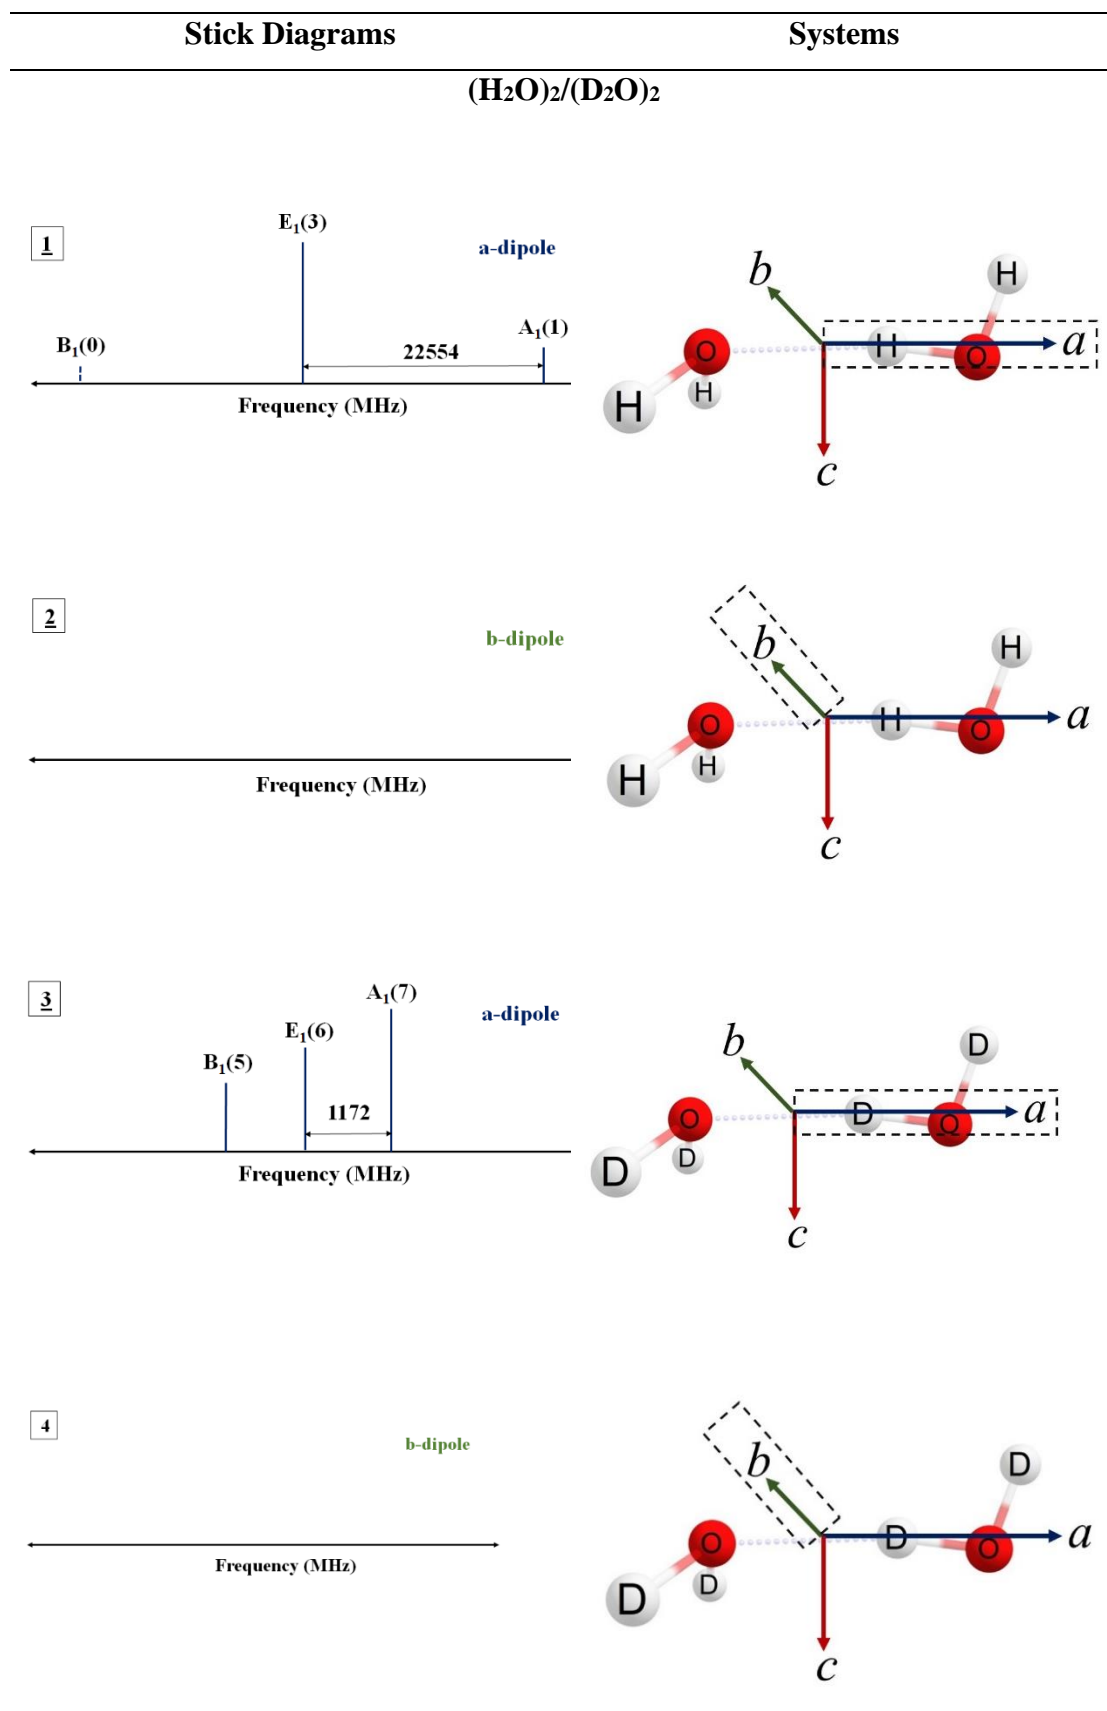 Stick Diagrams Systems
(H₂O)₂/(D₂O)₂
1
E₁(3)
a-dipole
B₁(0)
A₁(1)
22554
Frequency (MHz)
b
H
O
H
O
a
H
H
c
2
b-dipole
Frequency (MHz)
b
H
O
H
O
a
H
H
c
3
A₁(7)
a-dipole
E₁(6)
B₁(5)
1172
Frequency (MHz)
b
D
O
D
O
a
D
D
c
4
b-dipole
Frequency (MHz)
b
D
O
D
O
a
D
D
c